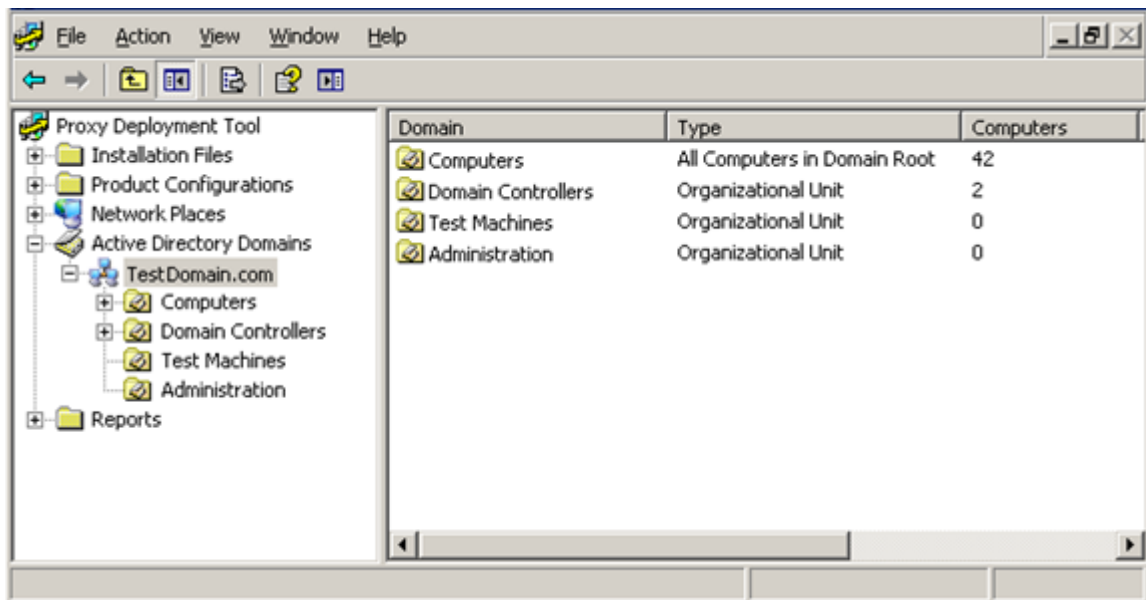 File Action View Window Help
Proxy Deployment Tool
Installation Files
Product Configurations
Network Places
Active Directory Domains
TestDomain.com
Computers
Domain Controllers
Test Machines
Administration
Reports
Domain Type Computers
Computers All Computers in Domain Root 42
Domain Controllers Organizational Unit 2
Test Machines Organizational Unit 0
Administration Organizational Unit 0